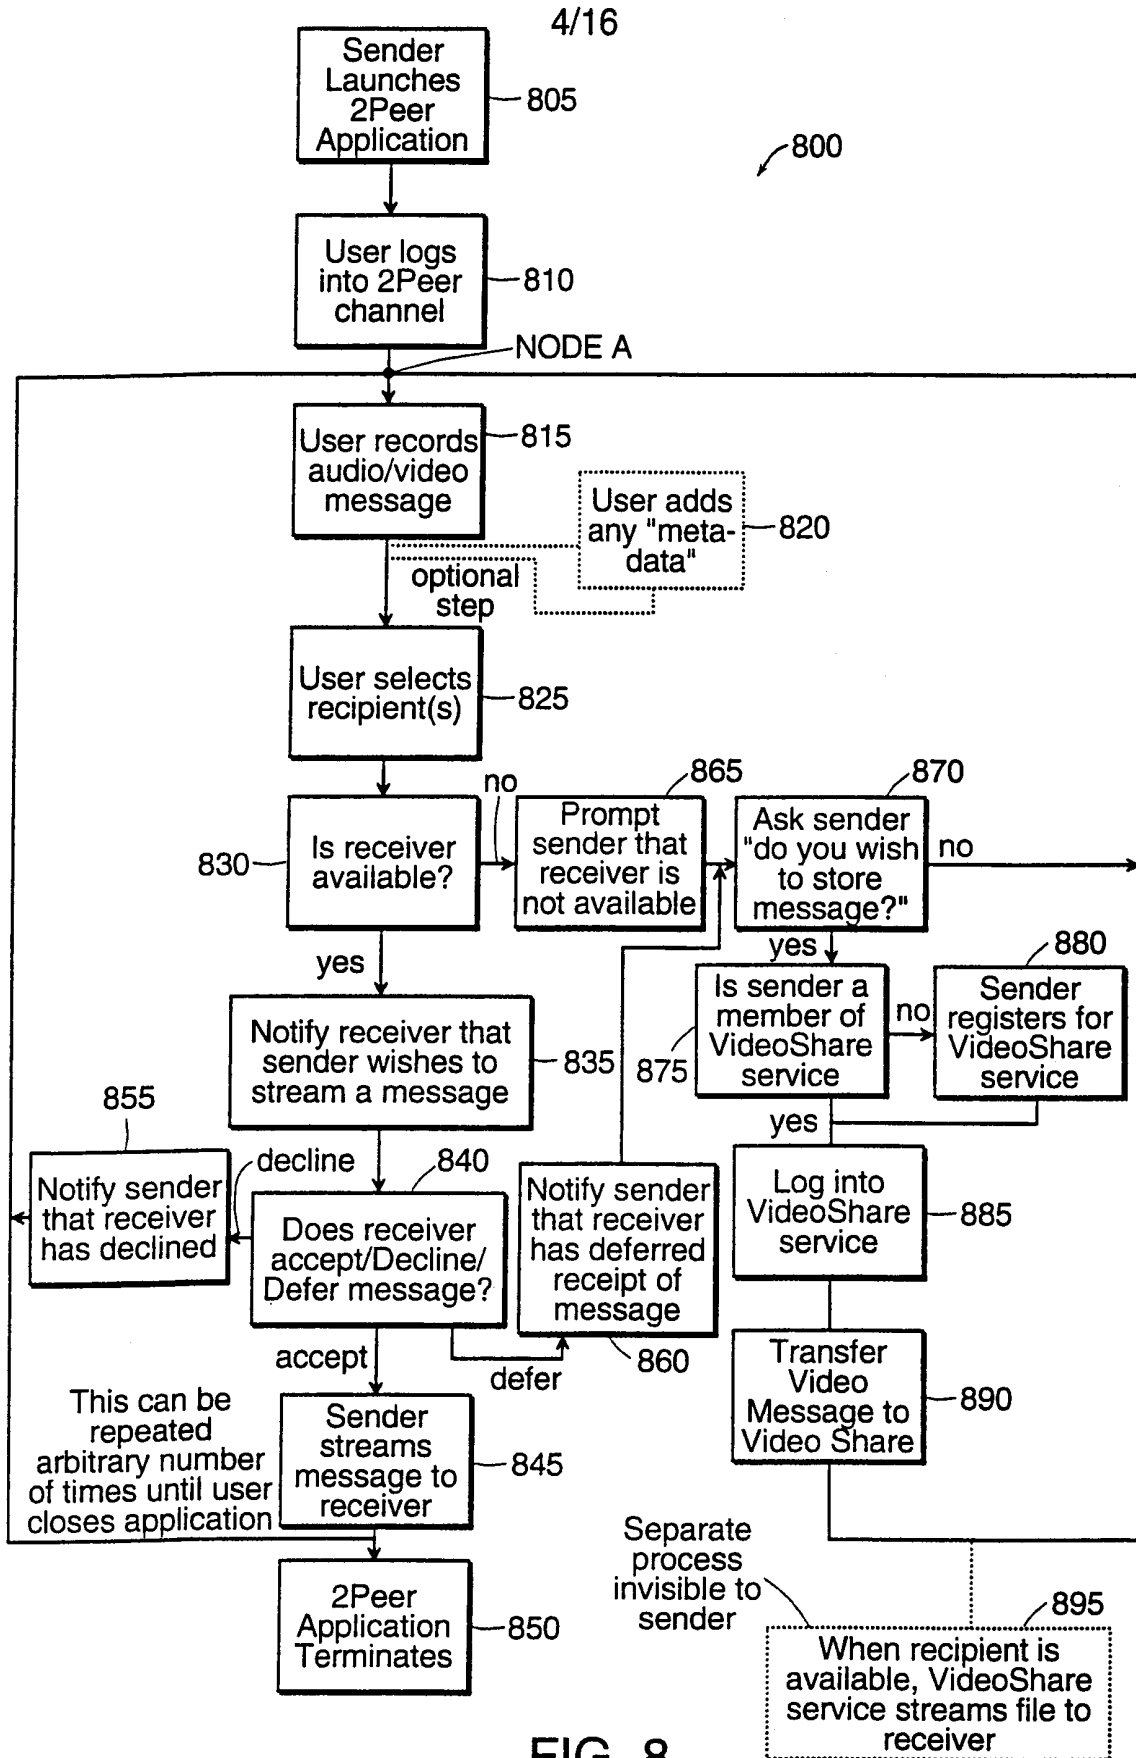 4/16
Sender
Launches
2Peer
Application
805
800
User logs
into 2Peer
channel
810
NODE A
User records
audio/video
message
815
User adds
any "meta-
data"
820
optional
step
User selects
recipient(s)
825
Is receiver
available?
830
no
Prompt
sender that
receiver is
not available
865
Ask sender
"do you wish
to store
message?"
870
no
yes
yes
Notify receiver that
sender wishes to
stream a message
835
Is sender a
member of
VideoShare
service
875
no
Sender
registers for
VideoShare
service
880
yes
855
Notify sender
that receiver
has declined
decline
840
Does receiver
accept/Decline/
Defer message?
Notify sender
that receiver
has deferred
receipt of
message
860
Log into
VideoShare
service
885
accept
defer
Transfer
Video
Message to
Video Share
890
This can be
repeated
arbitrary number
of times until user
closes application
Sender
streams
message to
receiver
845
2Peer
Application
Terminates
850
Separate
process
invisible to
sender
895
When recipient is
available, VideoShare
service streams file to
receiver
FIG. 8